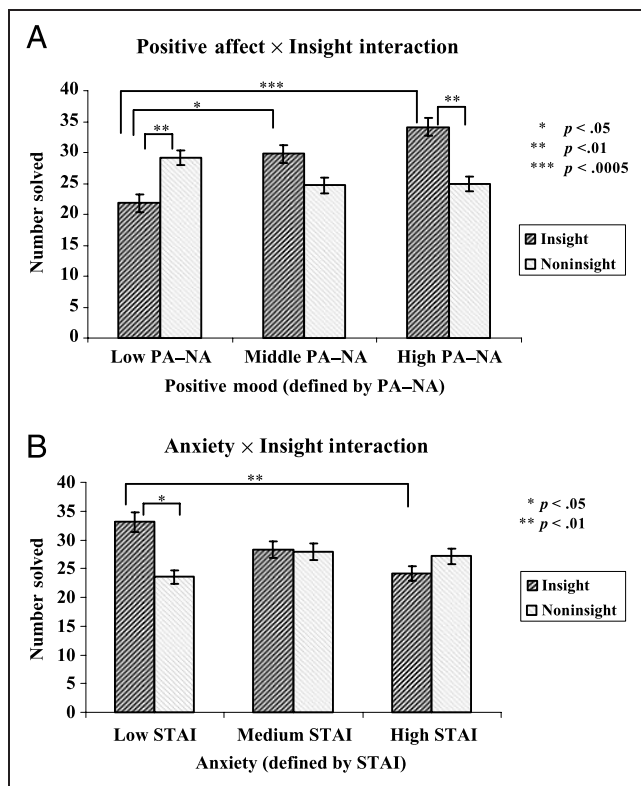 A
Positive affect × Insight interaction
Number solved
40
35
30
25
20
15
10
5
0
***
*
**
**
Low PA–NA Middle PA–NA High PA–NA
Positive mood (defined by PA–NA)
* p < .05
** p <.01
*** p < .0005
Insight
Noninsight
B
Anxiety × Insight interaction
Number solved
40
35
30
25
20
15
10
5
0
**
*
Low STAI Medium STAI High STAI
Anxiety (defined by STAI)
* p < .05
** p < .01
Insight
Noninsight